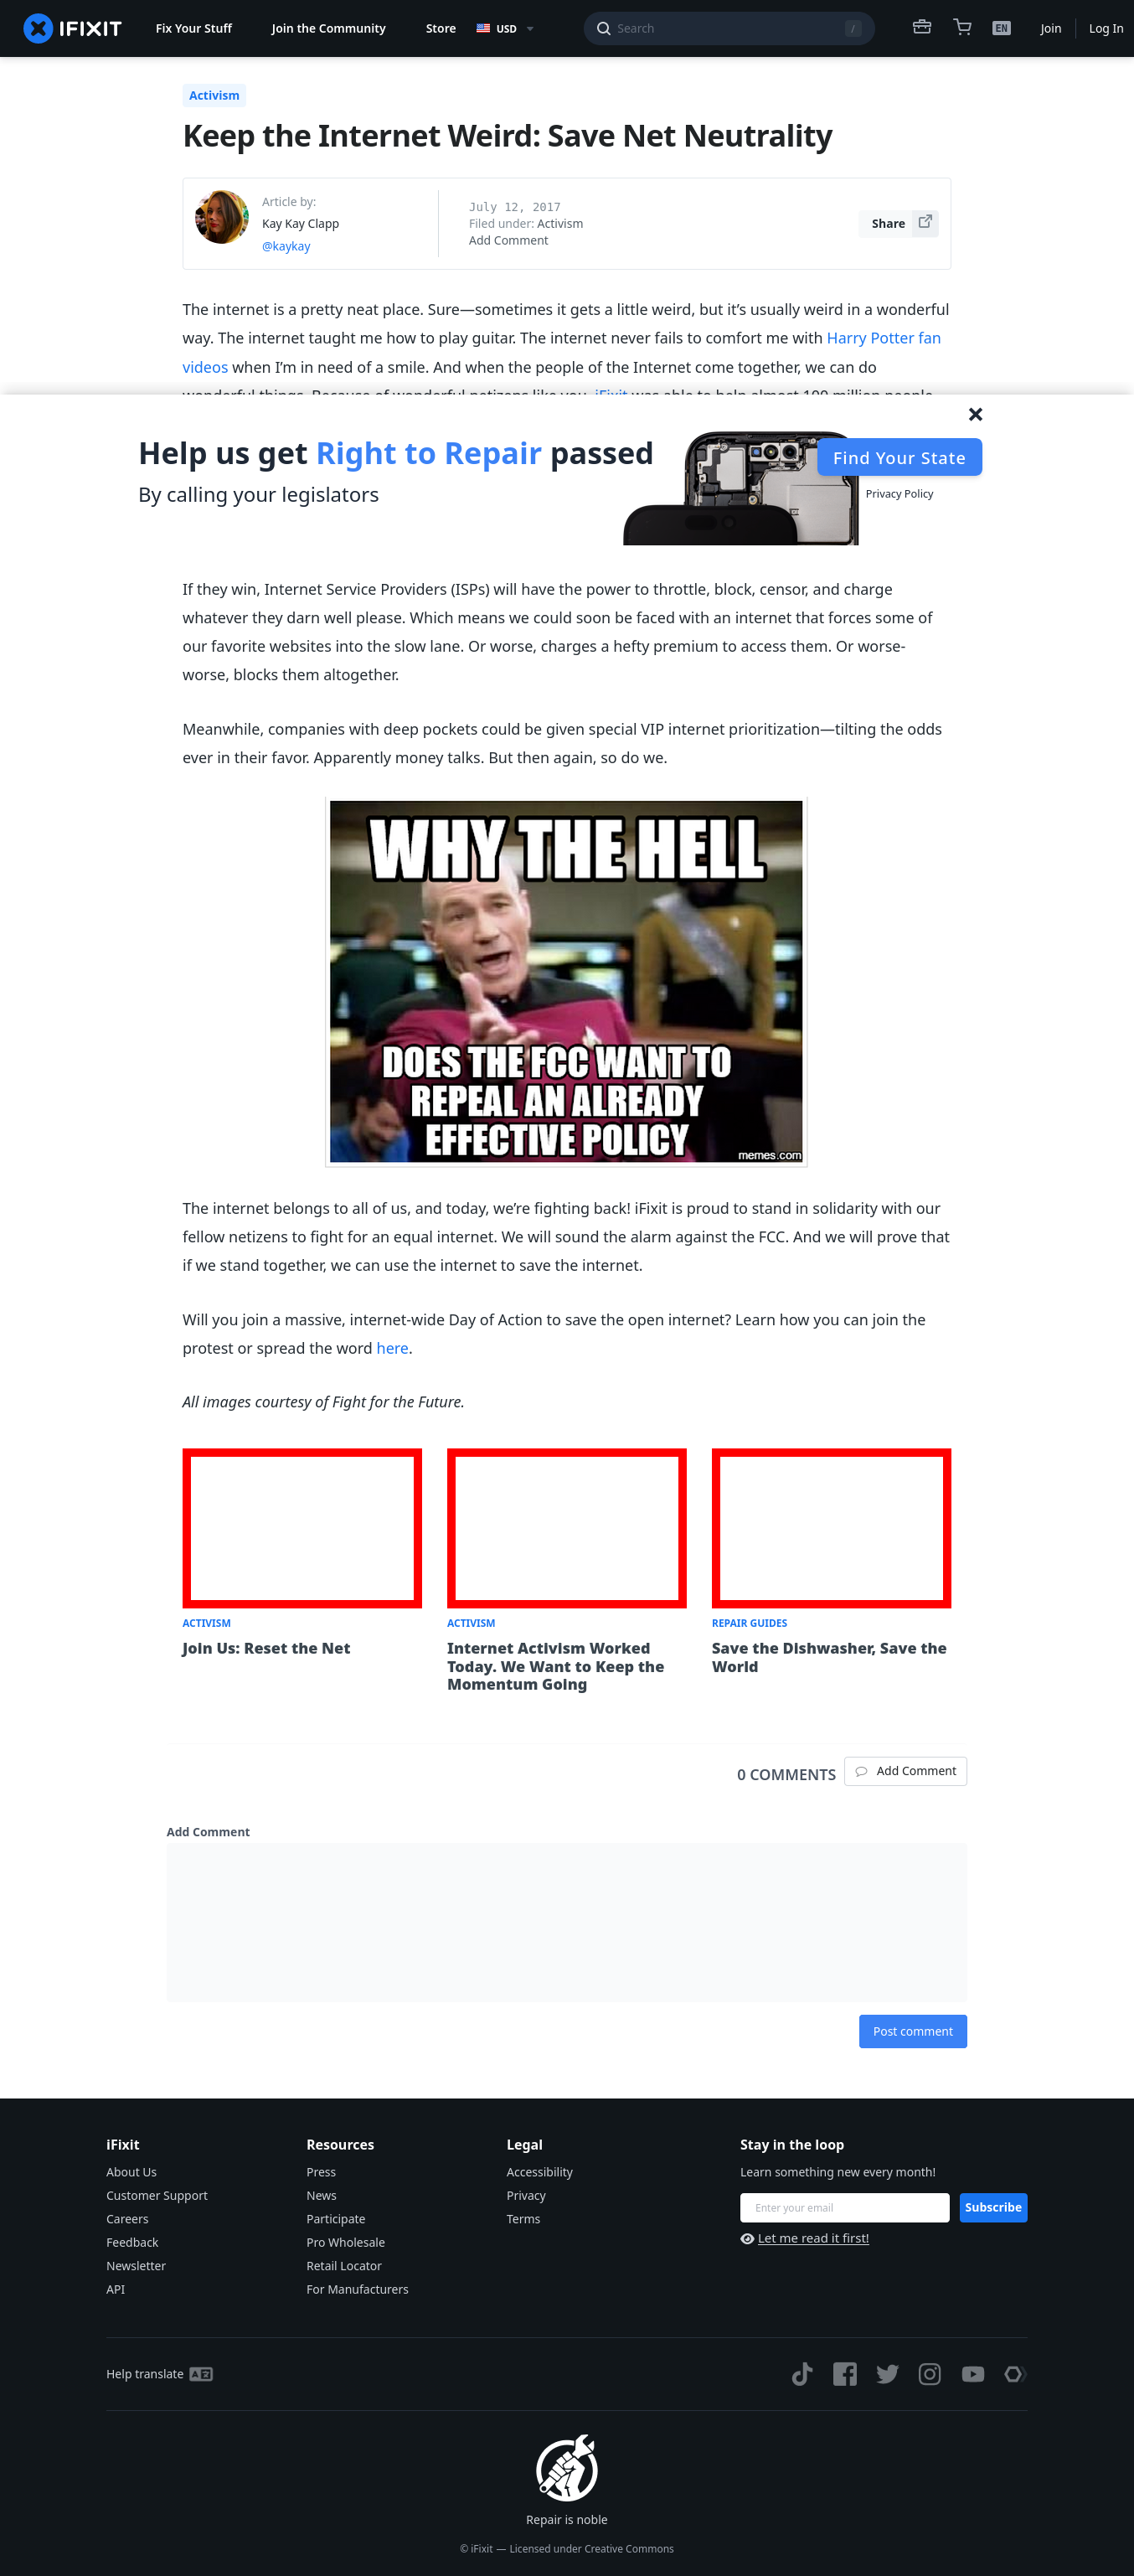 IFIXIT
Fix Your Stuff
Join the Community
Store
USD
Search
/
EN
Join
Log In
Activism
Keep the Internet Weird: Save Net Neutrality
Article by:
Kay Kay Clapp
@kaykay
July 12, 2017
Filed under: Activism
Add Comment
Share
The internet is a pretty neat place. Sure—sometimes it gets a little weird, but it’s usually weird in a wonderful
way. The internet taught me how to play guitar. The internet never fails to comfort me with Harry Potter fan
videos when I’m in need of a smile. And when the people of the Internet come together, we can do
wonderful things. Because of wonderful netizens like you, iFixit was able to help almost 100 million people
Help us get Right to Repair passed
By calling your legislators
Find Your State
Privacy Policy
If they win, Internet Service Providers (ISPs) will have the power to throttle, block, censor, and charge
whatever they darn well please. Which means we could soon be faced with an internet that forces some of
our favorite websites into the slow lane. Or worse, charges a hefty premium to access them. Or worse-
worse, blocks them altogether.
Meanwhile, companies with deep pockets could be given special VIP internet prioritization—tilting the odds
ever in their favor. Apparently money talks. But then again, so do we.
WHY THE HELL
DOES THE FCC WANT TO
REPEAL AN ALREADY
EFFECTIVE POLICY
memes.com
The internet belongs to all of us, and today, we’re fighting back! iFixit is proud to stand in solidarity with our
fellow netizens to fight for an equal internet. We will sound the alarm against the FCC. And we will prove that
if we stand together, we can use the internet to save the internet.
Will you join a massive, internet-wide Day of Action to save the open internet? Learn how you can join the
protest or spread the word here.
All images courtesy of Fight for the Future.
ACTIVISM
Join Us: Reset the Net
ACTIVISM
Internet Activism Worked
Today. We Want to Keep the
Momentum Going
REPAIR GUIDES
Save the Dishwasher, Save the
World
0 COMMENTS
Add Comment
Add Comment
Post comment
iFixit
About Us
Customer Support
Careers
Feedback
Newsletter
API
Resources
Press
News
Participate
Pro Wholesale
Retail Locator
For Manufacturers
Legal
Accessibility
Privacy
Terms
Stay in the loop
Learn something new every month!
Enter your email
Subscribe
Let me read it first!
Help translate
Repair is noble
© iFixit — Licensed under Creative Commons